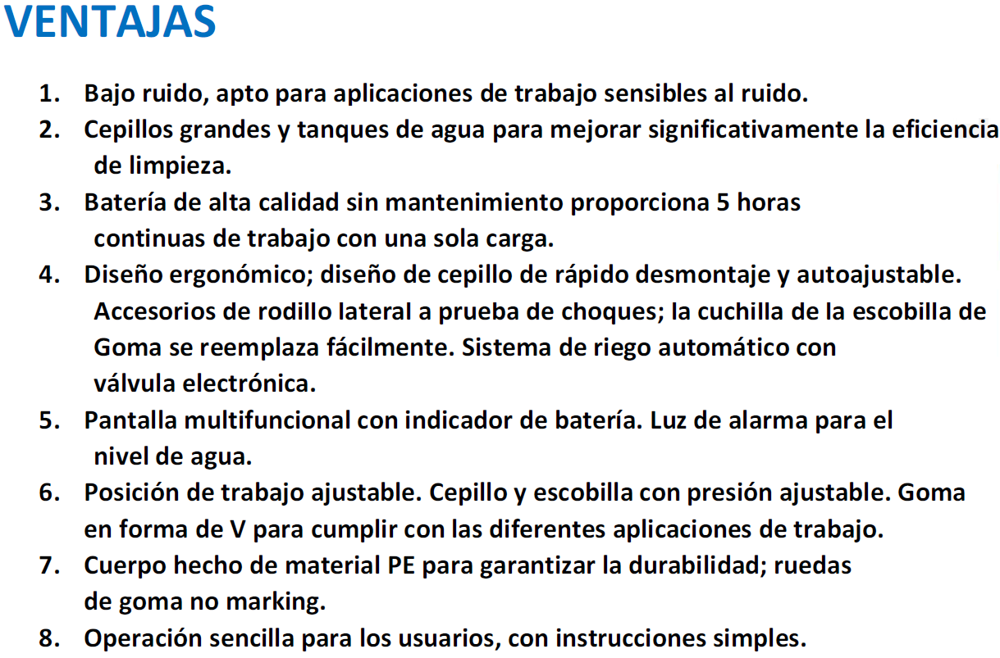 VENTAJAS
1. Bajo ruido, apto para aplicaciones de trabajo sensibles al ruido.
2. Cepillos grandes y tanques de agua para mejorar significativamente la eficiencia
de limpieza.
3. Batería de alta calidad sin mantenimiento proporciona 5 horas
continuas de trabajo con una sola carga.
4. Diseño ergonómico; diseño de cepillo de rápido desmontaje y autoajustable.
Accesorios de rodillo lateral a prueba de choques; la cuchilla de la escobilla de
Goma se reemplaza fácilmente. Sistema de riego automático con
válvula electrónica.
5. Pantalla multifuncional con indicador de batería. Luz de alarma para el
nivel de agua.
6. Posición de trabajo ajustable. Cepillo y escobilla con presión ajustable. Goma
en forma de V para cumplir con las diferentes aplicaciones de trabajo.
7. Cuerpo hecho de material PE para garantizar la durabilidad; ruedas
de goma no marking.
8. Operación sencilla para los usuarios, con instrucciones simples.